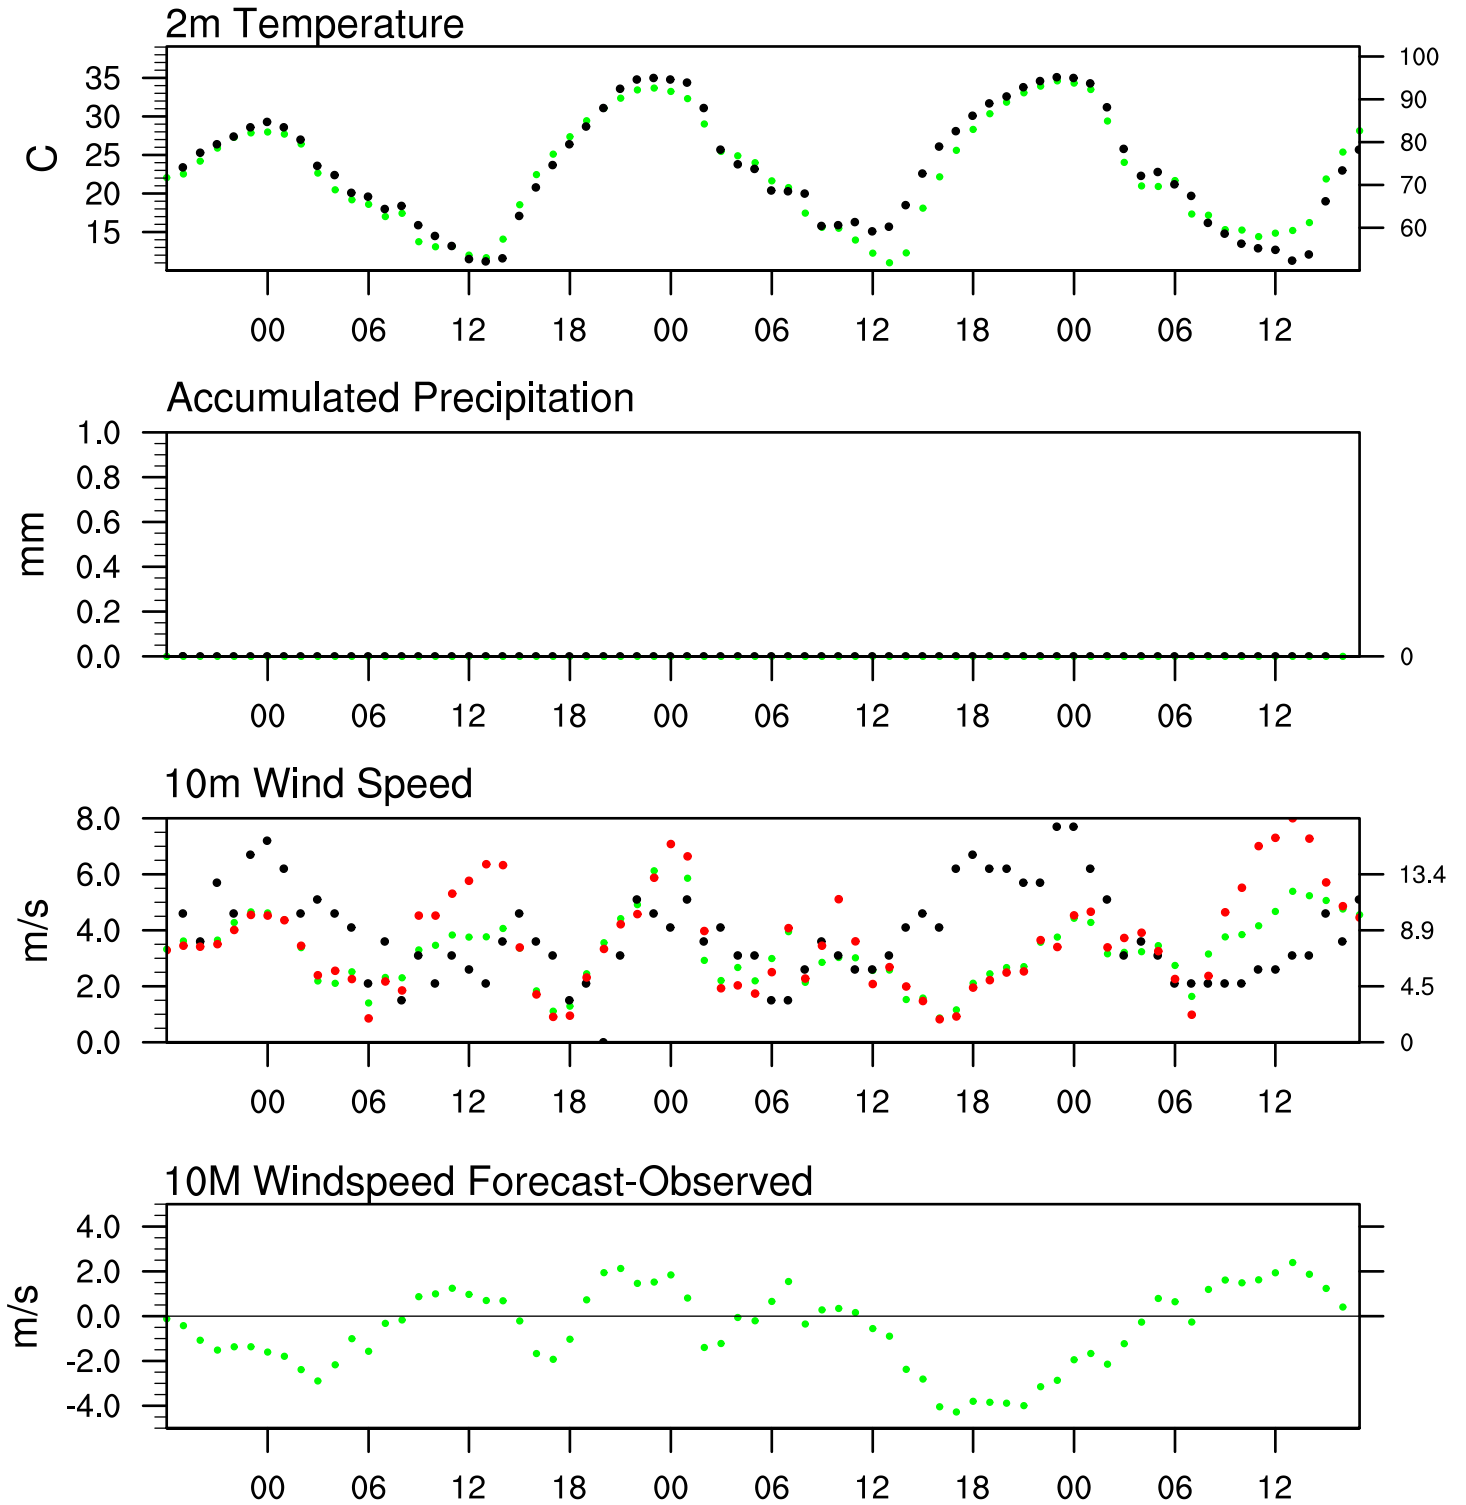 2m Temperature
35
30
25
20
15
C
100
90
80
70
60
00 06 12 18 00 06 12 18 00 06 12
Accumulated Precipitation
1.0
0.8
0.6
0.4
0.2
0.0
mm
0
00 06 12 18 00 06 12 18 00 06 12
10m Wind Speed
8.0
6.0
4.0
2.0
0.0
m/s
13.4
8.9
4.5
0
00 06 12 18 00 06 12 18 00 06 12
10M Windspeed Forecast-Observed
4.0
2.0
0.0
-2.0
-4.0
m/s
00 06 12 18 00 06 12 18 00 06 12